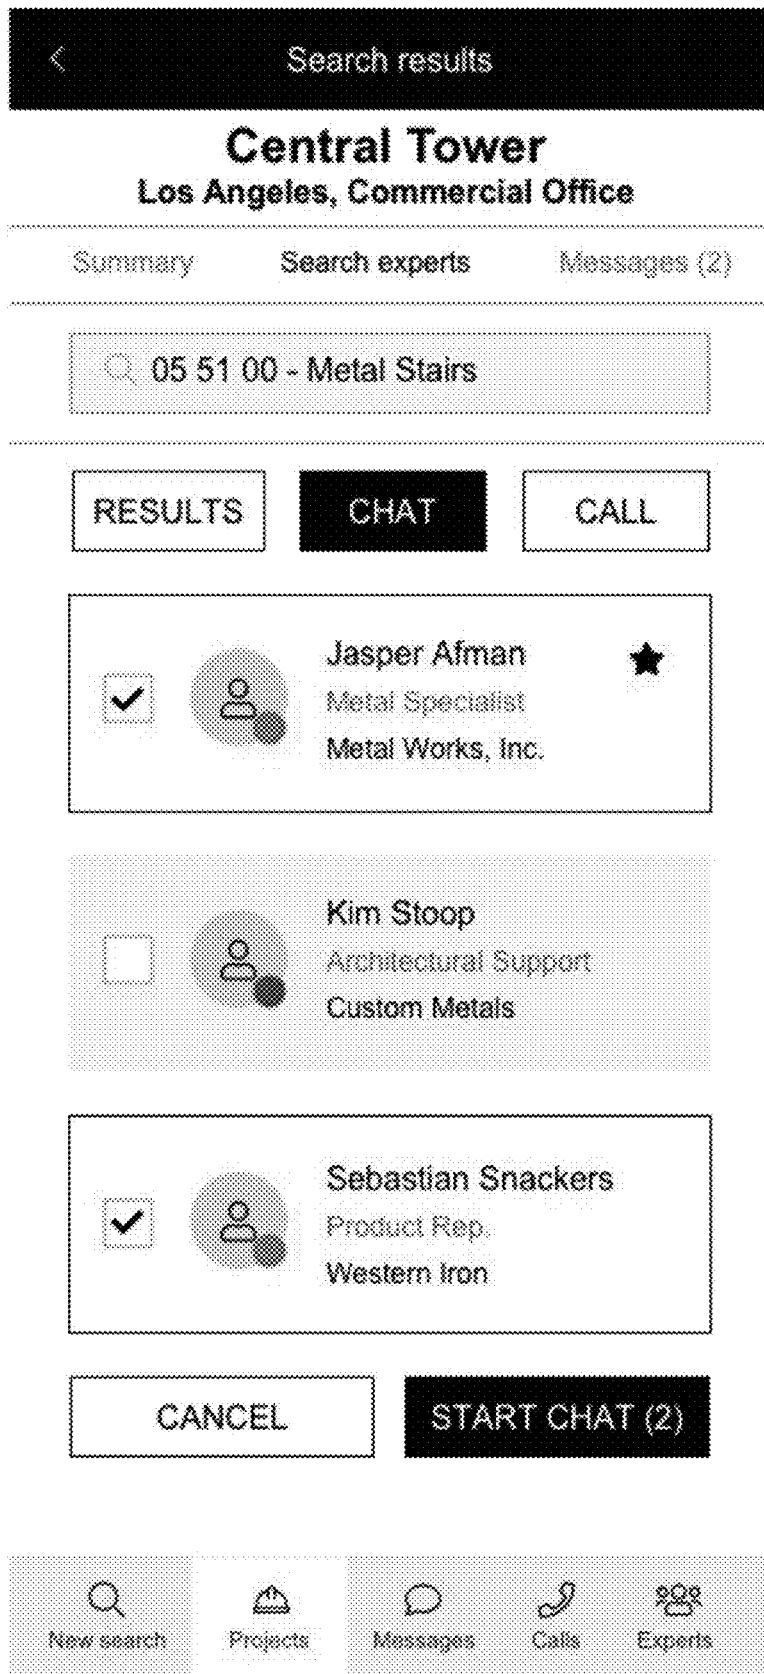 Search results
Central Tower
Los Angeles, Commercial Office
Summary Search experts Messages (2)
05 51 00 - Metal Stairs
RESULTS CHAT CALL
Jasper Afman
Metal Specialist
Metal Works, Inc.
Kim Stoop
Architectural Support
Custom Metals
Sebastian Snackers
Product Rep.
Western Iron
CANCEL START CHAT (2)
New search Projects Messages Calls Experts